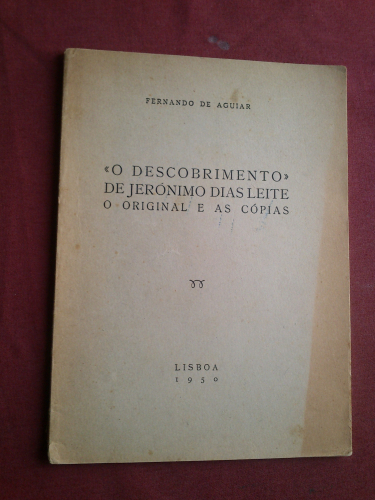 FERNANDO DE AGUIAR
«O DESCOBRIMENTO»
DE JERÓNIMO DIAS LEITE
O ORIGINAL E AS CÓPIAS
LISBOA
1950